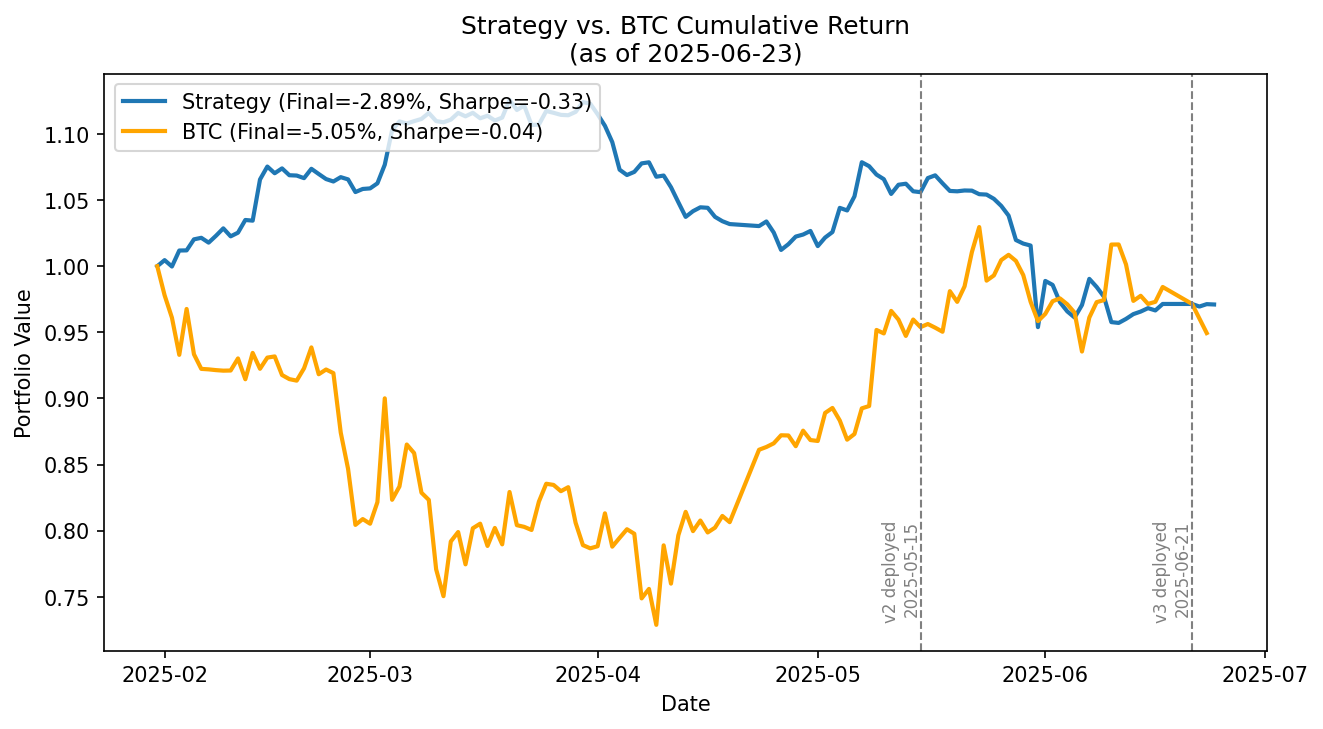 Strategy vs. BTC Cumulative Return
(as of 2025-06-23)
Strategy (Final=-2.89%, Sharpe=-0.33)
BTC (Final=-5.05%, Sharpe=-0.04)
Portfolio Value
1.10
1.05
1.00
0.95
0.90
0.85
0.80
0.75
v2 deployed
2025-05-15
v3 deployed
2025-06-21
2025-02
2025-03
2025-04
2025-05
2025-06
2025-07
Date